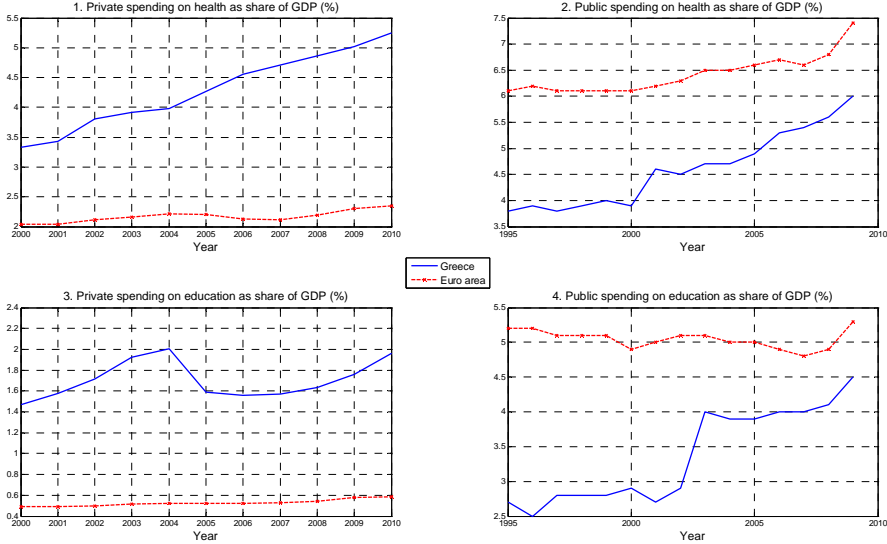 1. Private spending on health as share of GDP (%)
5.5
5
4.5
4
3.5
3
2.5
2
2000 2001 2002 2003 2004 2005 2006 2007 2008 2009 2010
Year
2. Public spending on health as share of GDP (%)
7.5
7
6.5
6
5.5
5
4.5
4
3.5
1995 2000 2005 2010
Year
Greece
Euro area
3. Private spending on education as share of GDP (%)
2.4
2.2
2
1.8
1.6
1.4
1.2
1
0.8
0.6
0.4
2000 2001 2002 2003 2004 2005 2006 2007 2008 2009 2010
Year
4. Public spending on education as share of GDP (%)
5.5
5
4.5
4
3.5
3
2.5
1995 2000 2005 2010
Year